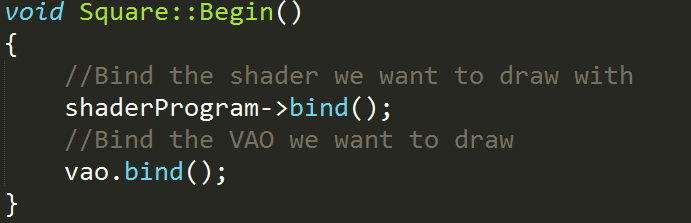 void Square::Begin()
{
    //Bind the shader we want to draw with
    shaderProgram->bind();
    //Bind the VAO we want to draw
    vao.bind();
}